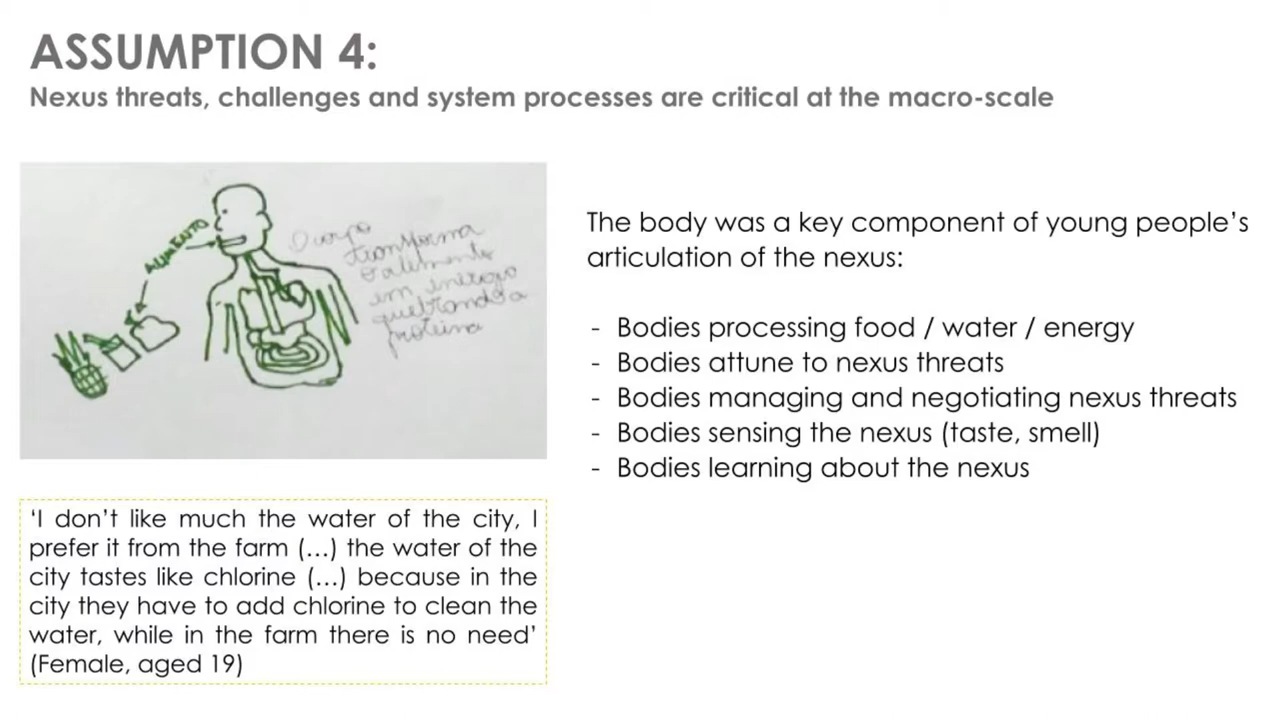 ASSUMPTION 4:
Nexus threats, challenges and system processes are critical at the macro-scale
ALIMENTO
O corpo
transforma
o alimento
em energia
quebrando a
proteina
The body was a key component of young people’s
articulation of the nexus:
- Bodies processing food / water / energy
- Bodies attune to nexus threats
- Bodies managing and negotiating nexus threats
- Bodies sensing the nexus (taste, smell)
- Bodies learning about the nexus
‘I don’t like much the water of the city, I
prefer it from the farm (…) the water of the
city tastes like chlorine (…) because in the
city they have to add chlorine to clean the
water, while in the farm there is no need’
(Female, aged 19)